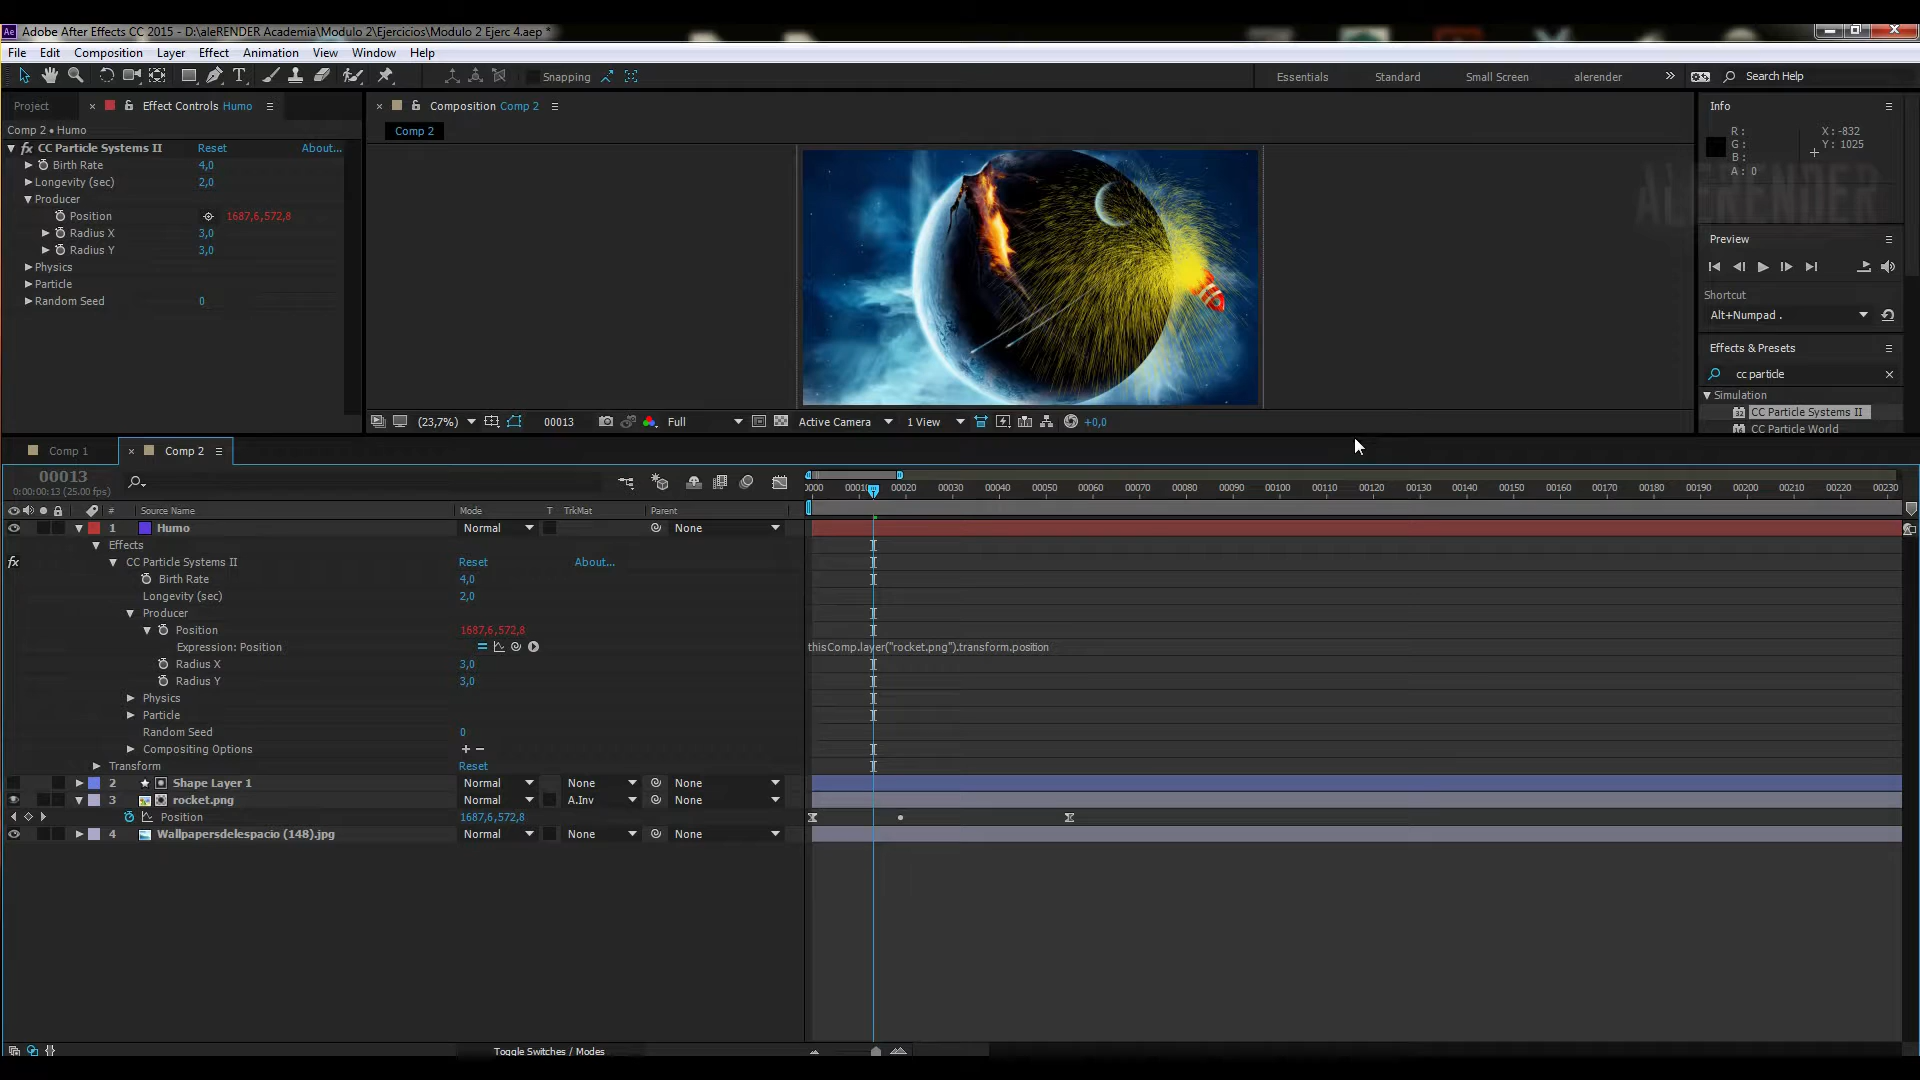 Adobe After Effects CC 2015 - D:\aleRENDER Academia\Modulo 2\Ejercicios\Modulo 2 Ejerc 4.aep *
File Edit Composition Layer Effect Animation View Window Help
Snapping
Essentials Standard Small Screen alerender Search Help
Project Effect Controls Humo
Composition Comp 2
Info
Comp 2 • Humo
Comp 2
R : X : -832
G : Y : 1025
B :
A : 0
ALERENDER
CC Particle Systems II Reset About...
Birth Rate 4,0
Longevity (sec) 2,0
Producer
Position 1687,6,572,8
Radius X 3,0
Radius Y 3,0
Physics
Particle
Random Seed 0
Preview
Shortcut
Alt+Numpad .
Effects & Presets
cc particle
Simulation
CC Particle Systems II
CC Particle World
(23,7%) 00013 Full Active Camera 1 View +0,0
Comp 1 Comp 2
00013
0:00:00:13 (25.00 fps)
0000 00010 00020 00030 00040 00050 00060 00070 00080 00090 00100 00110 00120 00130 00140 00150 00160 00170 00180 00190 00200 00210 00220 00230
# Source Name Mode T TrkMat Parent
1 Humo Normal None
Effects
CC Particle Systems II Reset About...
Birth Rate 4,0
Longevity (sec) 2,0
Producer
Position 1687,6,572,8
Expression: Position thisComp.layer("rocket.png").transform.position
Radius X 3,0
Radius Y 3,0
Physics
Particle
Random Seed 0
Compositing Options + −
Transform Reset
2 Shape Layer 1 Normal None None
3 rocket.png Normal A.Inv None
Position 1687,6,572,8
4 Wallpapersdelespacio (148).jpg Normal None None
Toggle Switches / Modes